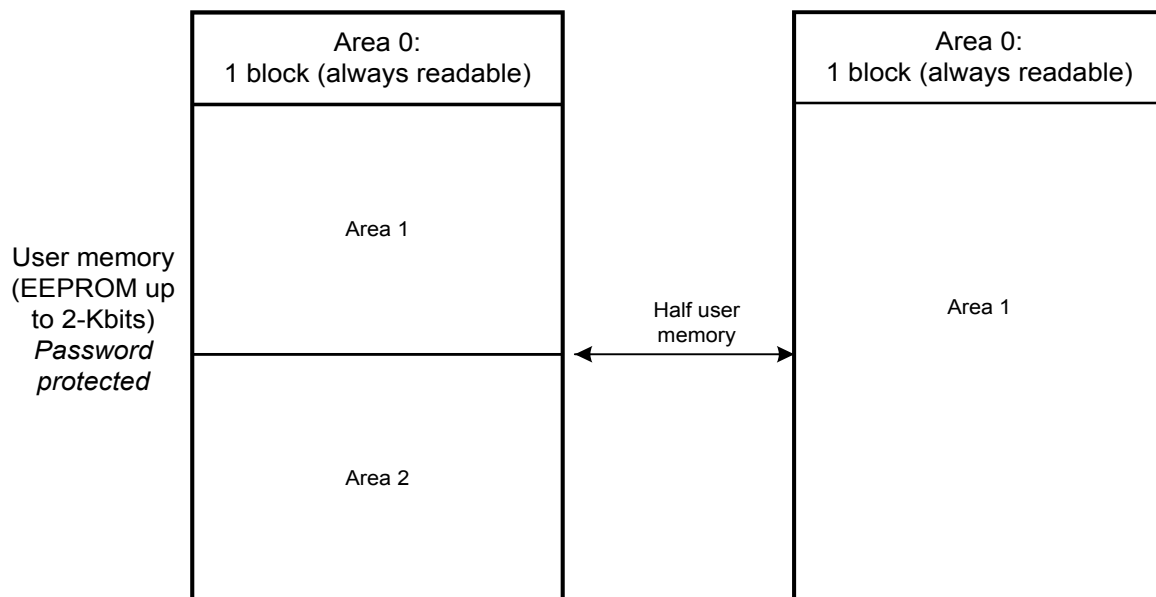 Area 0:
1 block (always readable)
Area 1
Area 2
User memory
(EEPROM up
to 2-Kbits)
Password
protected
Half user
memory
Area 0:
1 block (always readable)
Area 1